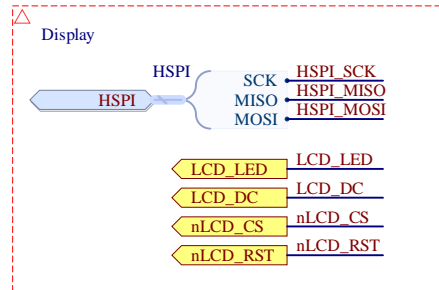 Display
HSPI
HSPI SCK HSPI_SCK
MISO HSPI_MISO
MOSI HSPI_MOSI
LCD_LED LCD_LED
LCD_DC LCD_DC
nLCD_CS nLCD_CS
nLCD_RST nLCD_RST